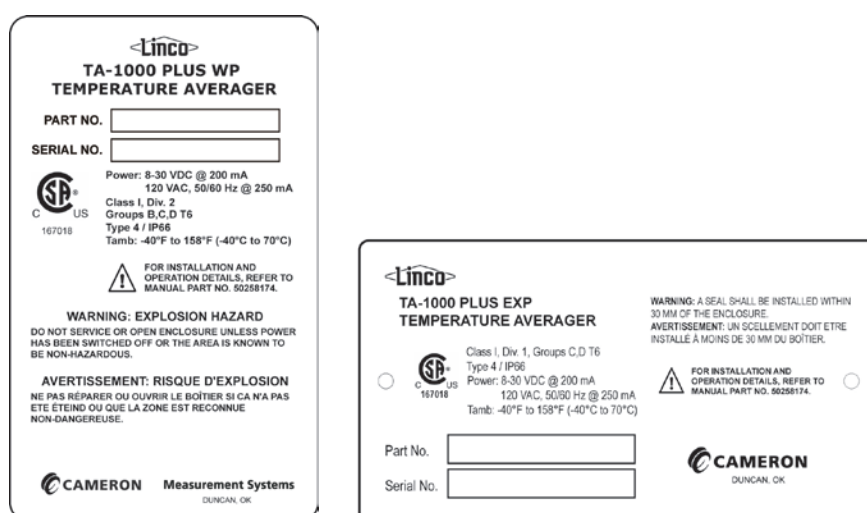 Linco
TA-1000 PLUS WP
TEMPERATURE AVERAGER
PART NO.
SERIAL NO.
SA®
C US
167018
Power: 8-30 VDC @ 200 mA
120 VAC, 50/60 Hz @ 250 mA
Class I, Div. 2
Groups B,C,D T6
Type 4 / IP66
Tamb: -40°F to 158°F (-40°C to 70°C)
FOR INSTALLATION AND
OPERATION DETAILS, REFER TO
MANUAL PART NO. 50258174.
WARNING: EXPLOSION HAZARD
DO NOT SERVICE OR OPEN ENCLOSURE UNLESS POWER
HAS BEEN SWITCHED OFF OR THE AREA IS KNOWN TO
BE NON-HAZARDOUS.
AVERTISSEMENT: RISQUE D'EXPLOSION
NE PAS RÉPARER OU OUVRIR LE BOÎTIER SI CA N'A PAS
ETE ÉTEIND OU QUE LA ZONE EST RECONNUE
NON-DANGEREUSE.
CAMERON Measurement Systems
DUNCAN, OK
Linco
TA-1000 PLUS EXP
TEMPERATURE AVERAGER
SA®
C US
167018
Class I, Div. 1, Groups C,D T6
Type 4 / IP66
Power: 8-30 VDC @ 200 mA
120 VAC, 50/60 Hz @ 250 mA
Tamb: -40°F to 158°F (-40°C to 70°C)
Part No.
Serial No.
WARNING: A SEAL SHALL BE INSTALLED WITHIN
30 MM OF THE ENCLOSURE.
AVERTISSEMENT: UN SCELLEMENT DOIT ETRE
INSTALLÉ À MOINS DE 30 MM DU BOÎTIER.
FOR INSTALLATION AND
OPERATION DETAILS, REFER TO
MANUAL PART NO. 50258174.
CAMERON
DUNCAN, OK